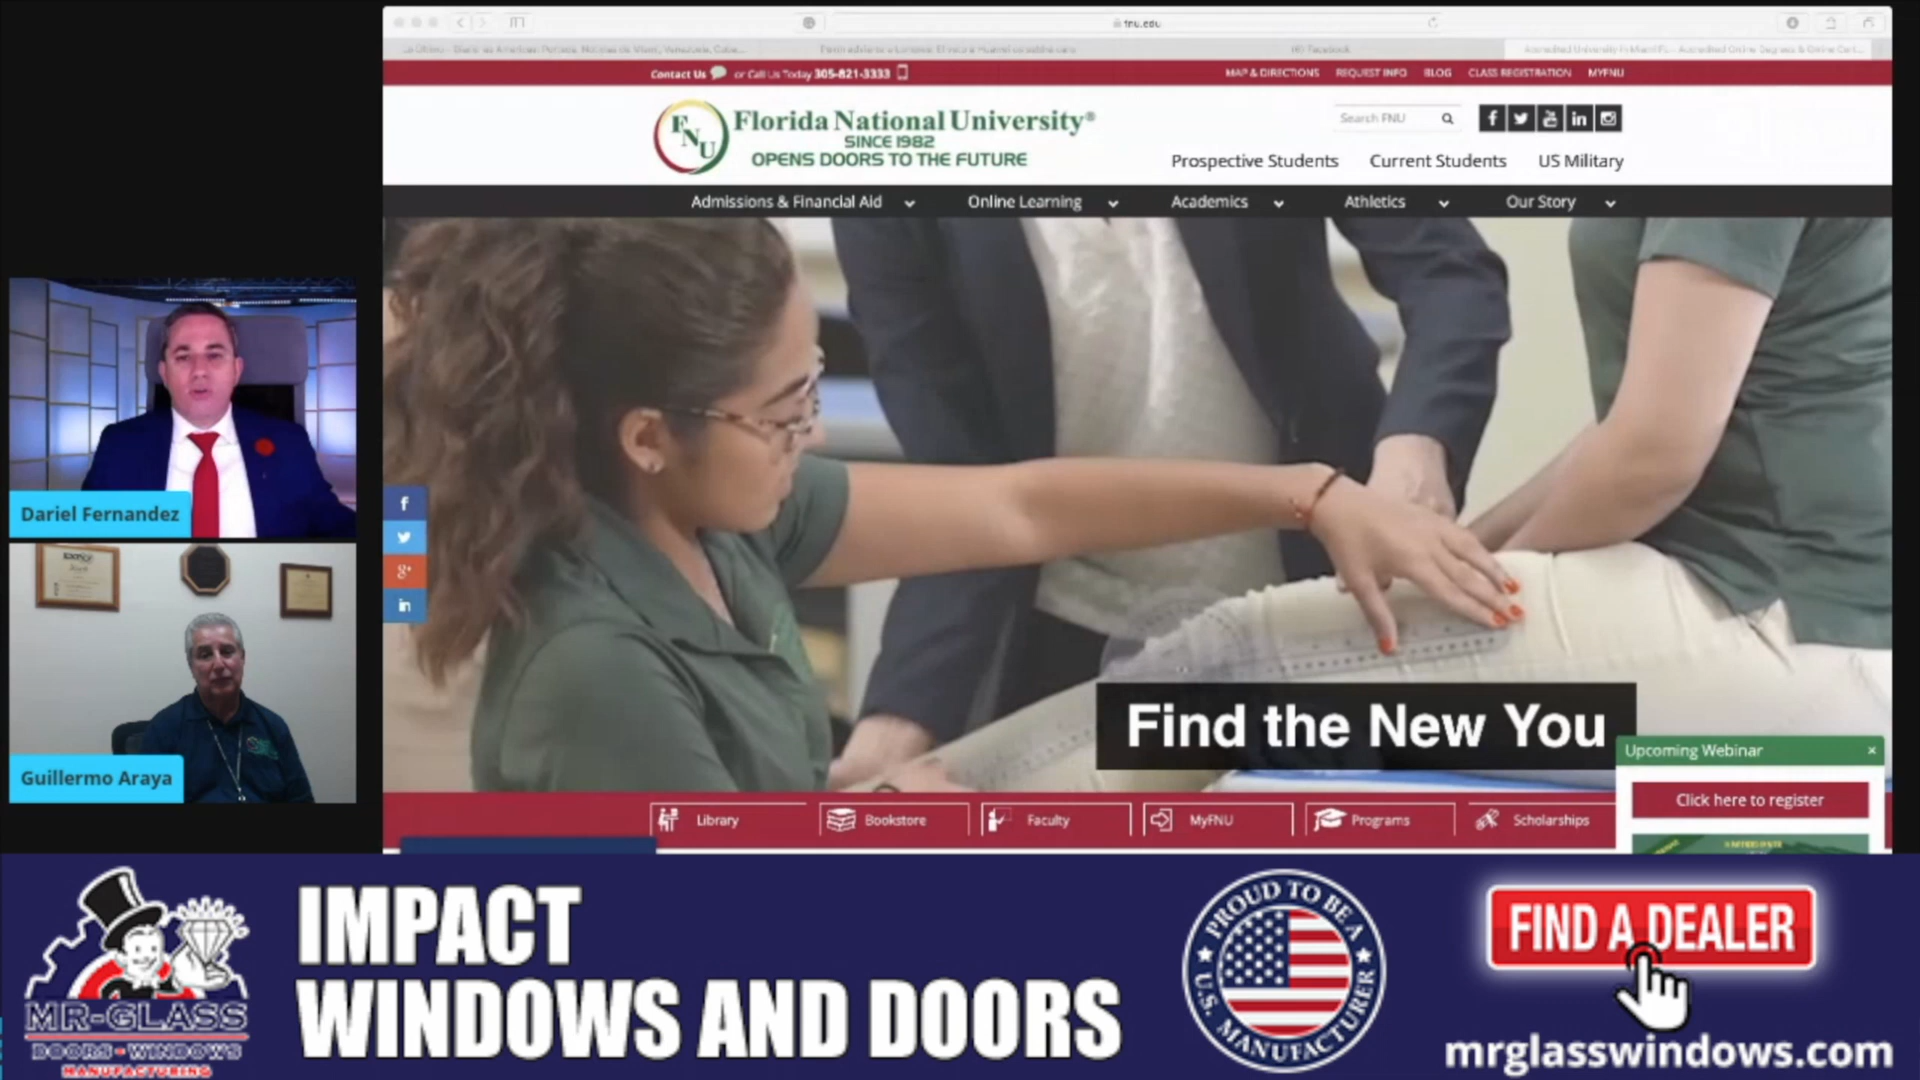 fnu.edu
Facebook
Contact Us or Call Us Today 305-821-3333
MAP & DIRECTIONS REQUEST INFO BLOG CLASS REGISTRATION MYFNU
FNU
Florida National University®
SINCE 1982
OPENS DOORS TO THE FUTURE
Search FNU
Prospective Students Current Students US Military
Admissions & Financial Aid Online Learning Academics Athletics Our Story
Dariel Fernandez
Guillermo Araya
Find the New You
Upcoming Webinar ×
Click here to register
Library Bookstore Faculty MyFNU Programs Scholarships
MR-GLASS
DOORS-WINDOWS
MANUFACTURING
IMPACT
WINDOWS AND DOORS
PROUD TO BE A
U.S. MANUFACTURER
FIND A DEALER
mrglasswindows.com